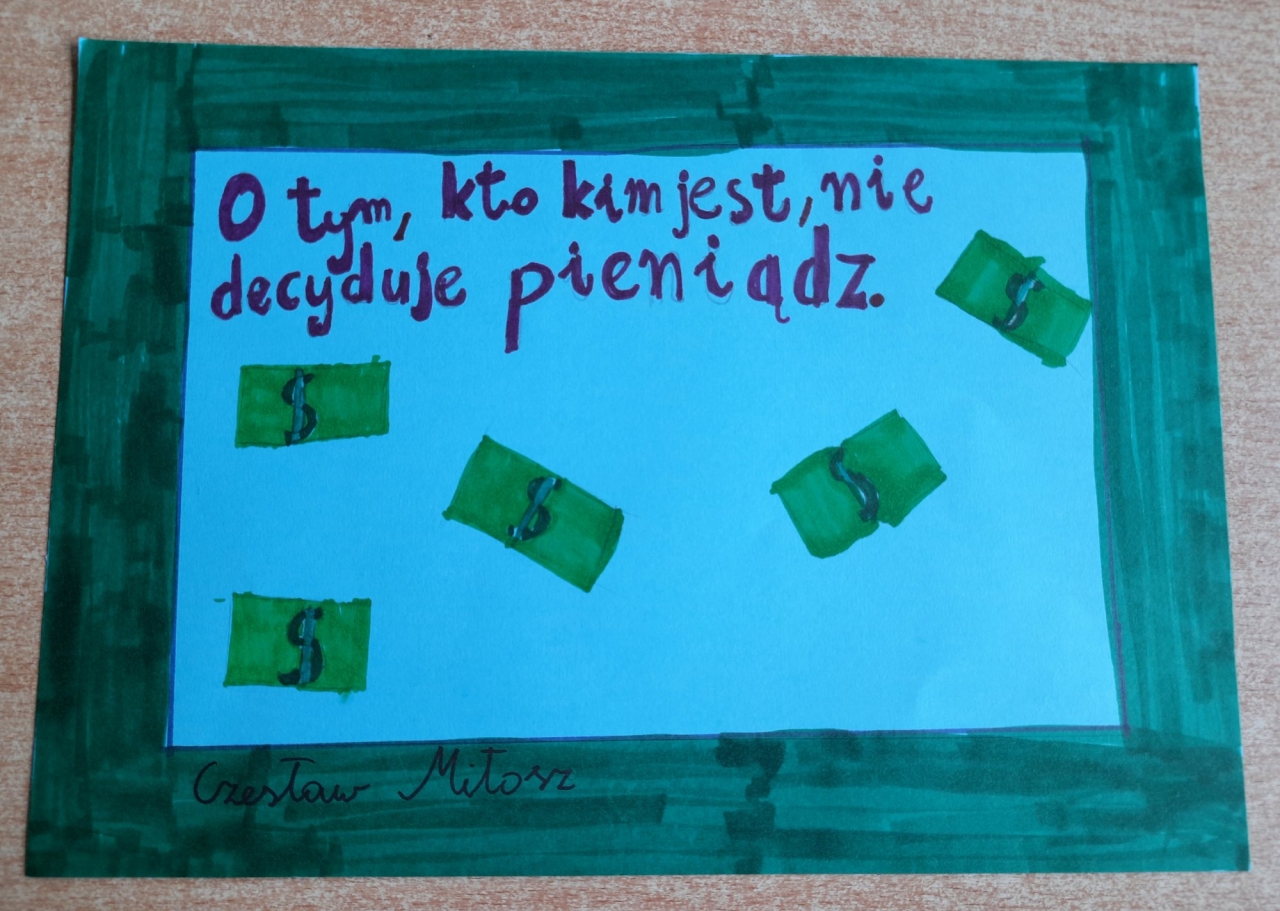 O tym, kto kim jest, nie
decyduje pieniądz.
$
$
$
$
$
Czesław Miłosz